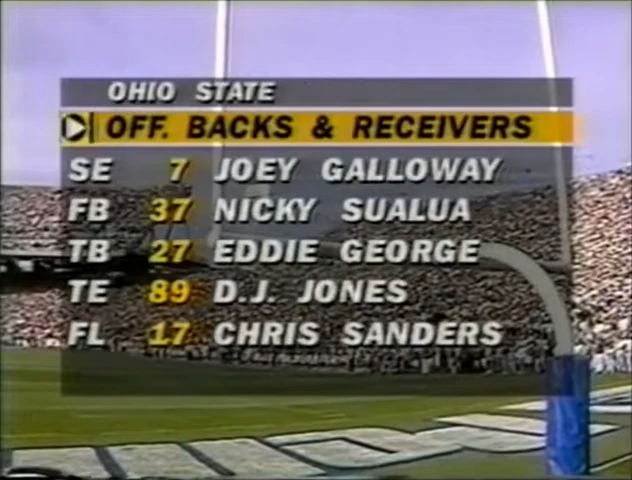 OHIO STATE
OFF. BACKS & RECEIVERS
SE 7 JOEY GALLOWAY
FB 37 NICKY SUALUA
TB 27 EDDIE GEORGE
TE 89 D.J. JONES
FL 17 CHRIS SANDERS